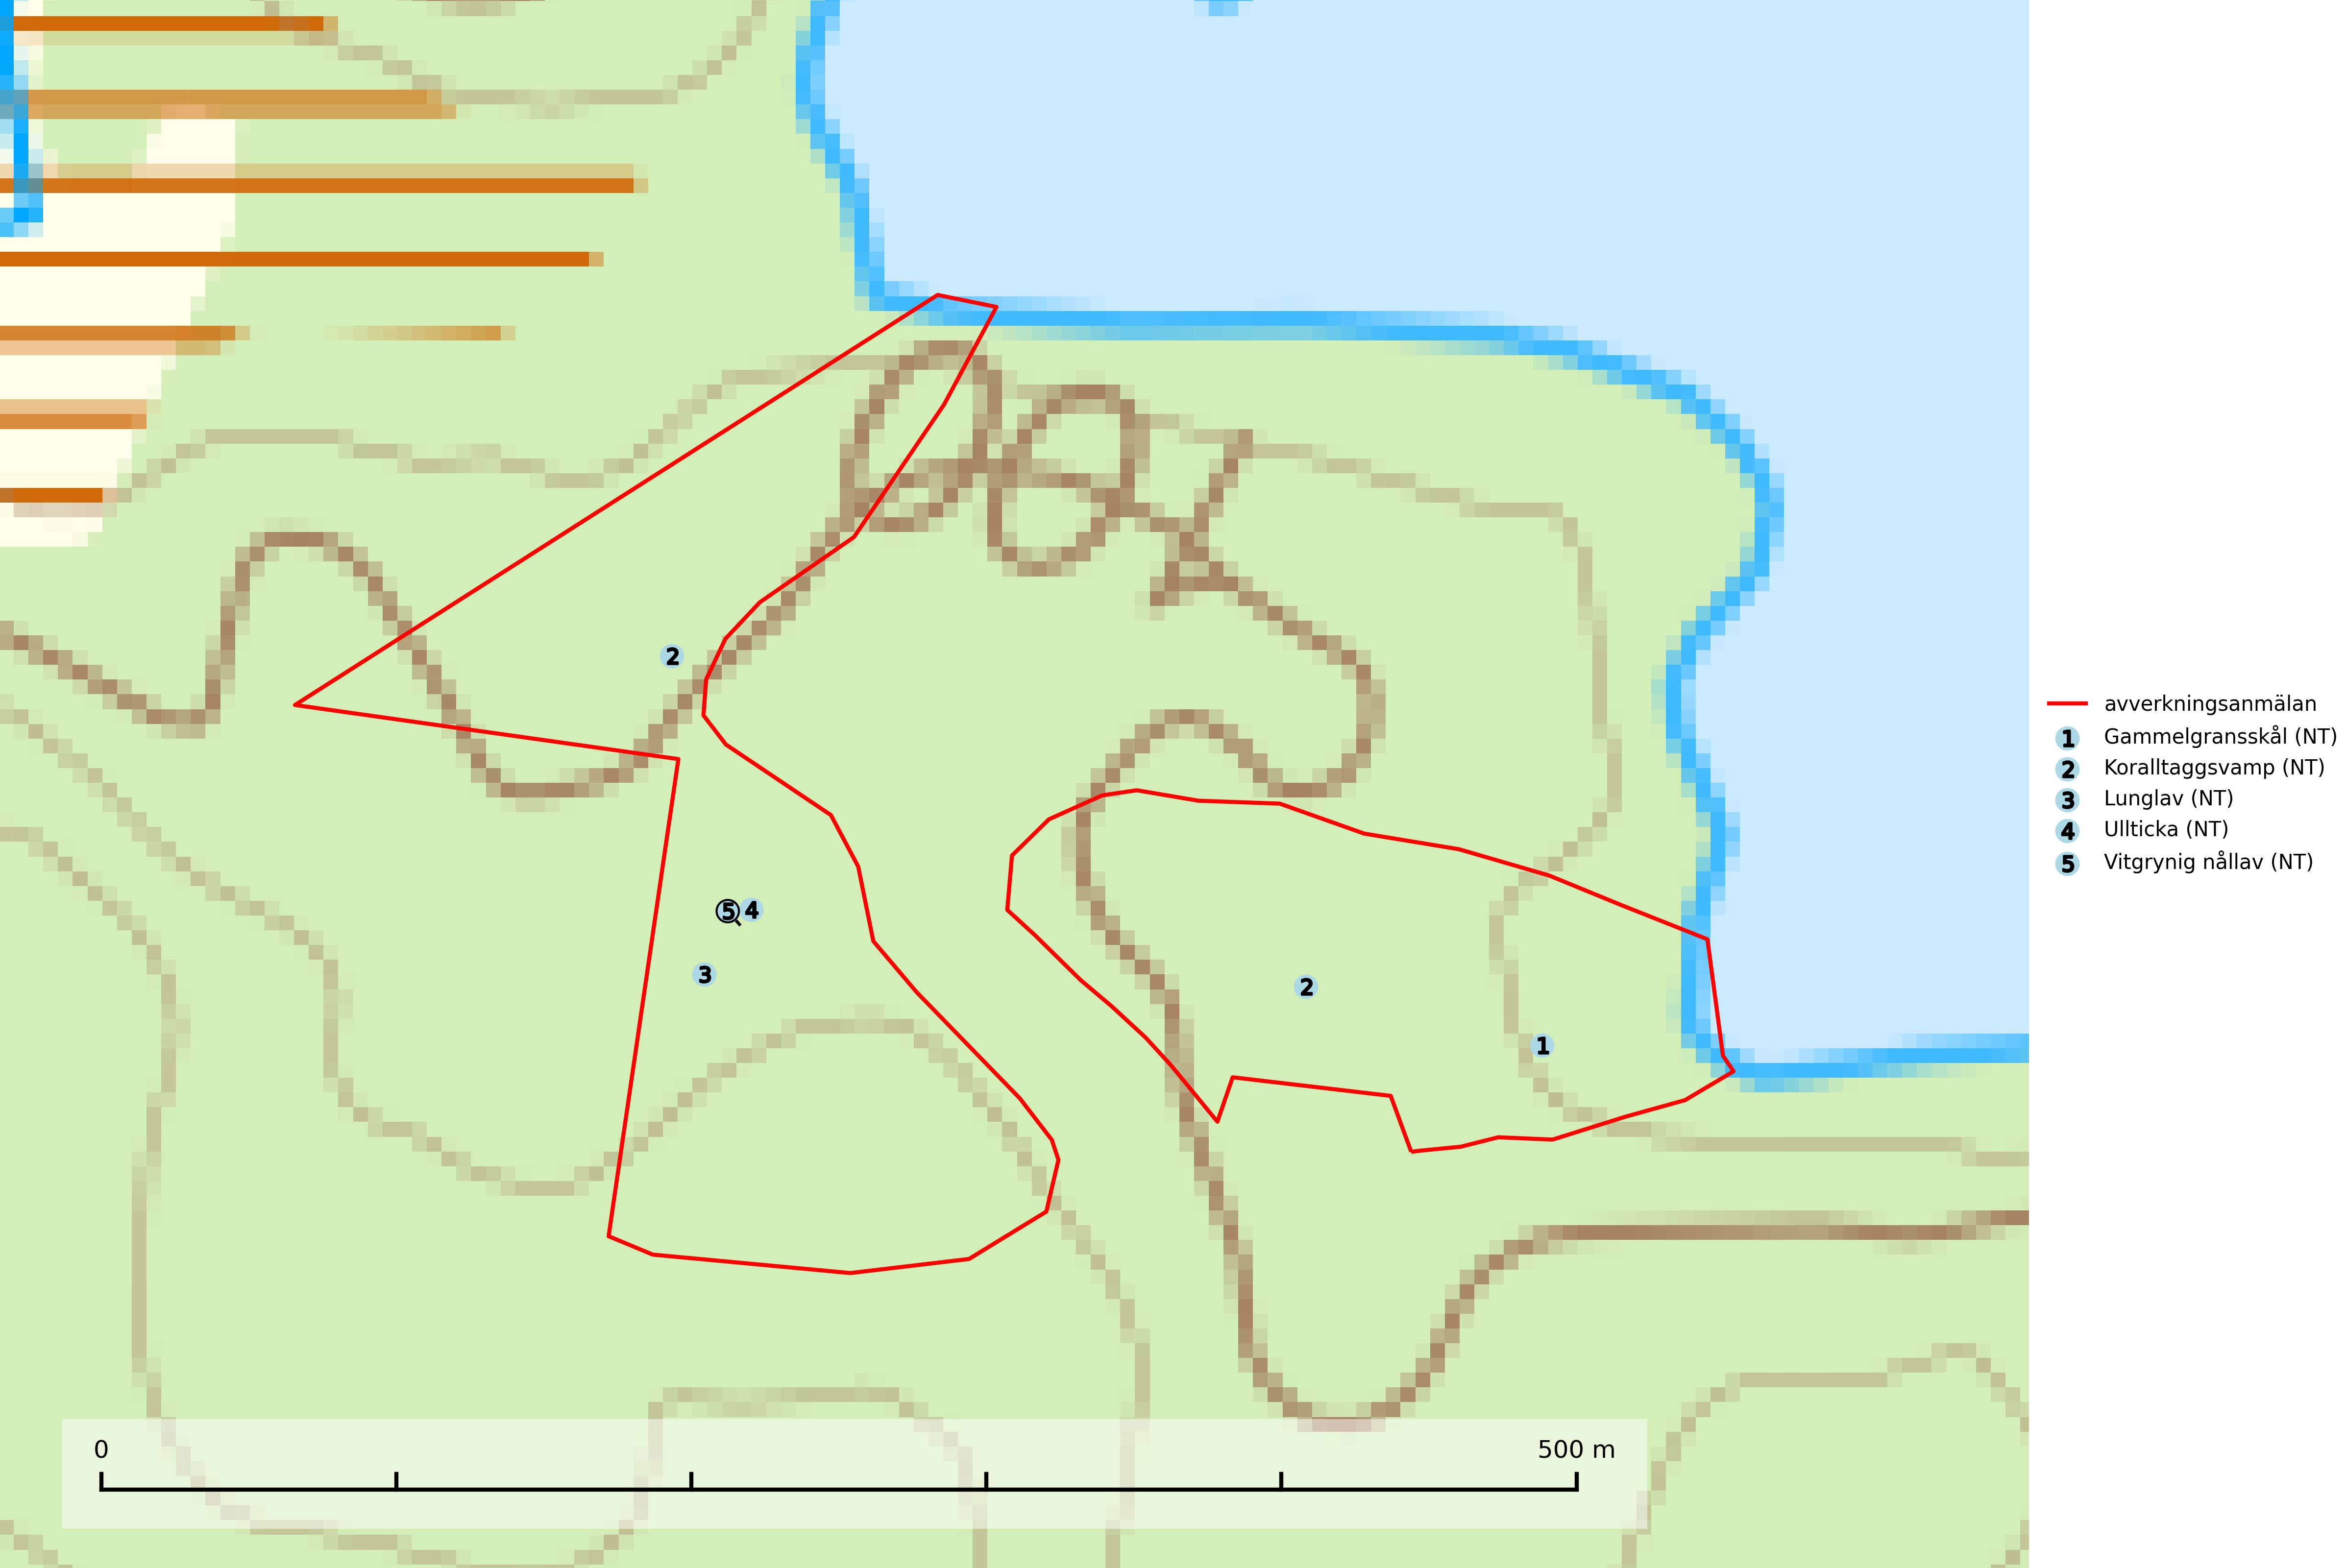 2
5
4
3
2
1
avverkningsanmälan
1 Gammelgransskål (NT)
2 Koralltaggsvamp (NT)
3 Lunglav (NT)
4 Ullticka (NT)
5 Vitgrynig nållav (NT)
0 500 m